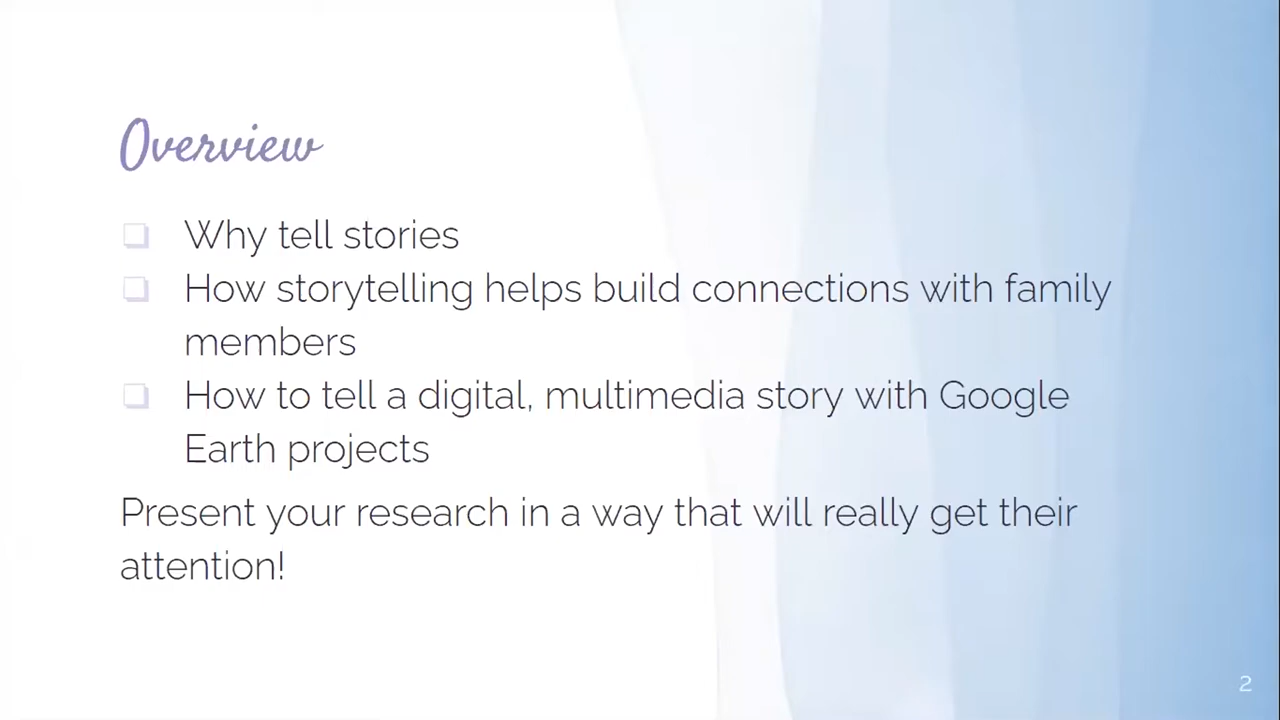 Overview
Why tell stories
How storytelling helps build connections with family
members
How to tell a digital, multimedia story with Google
Earth projects
Present your research in a way that will really get their
attention!
2